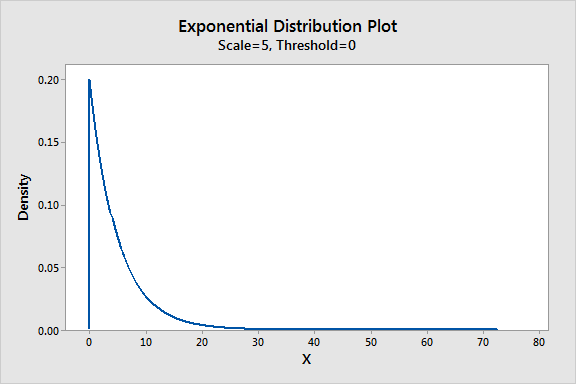 Exponential Distribution Plot
Scale=5, Threshold=0
Density
0.20
0.15
0.10
0.05
0.00
0 10 20 30 40 50 60 70 80
X